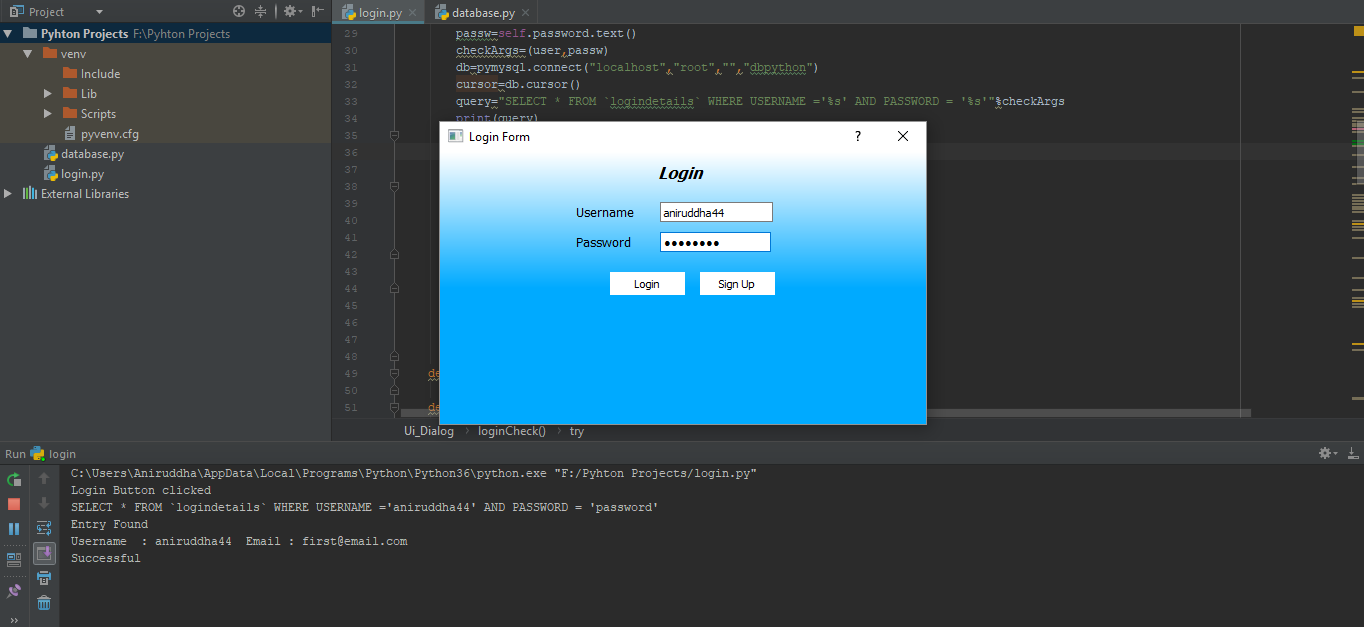 Project
login.py
database.py
Pyhton Projects F:\Pyhton Projects
venv
Include
Lib
Scripts
pyvenv.cfg
database.py
login.py
External Libraries
29 passw=self.password.text()
30 checkArgs=(user,passw)
31 db=pymysql.connect("localhost","root","","dbpython")
32 cursor=db.cursor()
33 query="SELECT * FROM `logindetails` WHERE USERNAME ='%s' AND PASSWORD = '%s'"%checkArgs
34 print(query)
35
36
37
38
39
40
41
42
43
44
45
46
47
48
49 de
50
51 de
Login Form
?
Login
Username aniruddha44
Password ••••••••
Login Sign Up
Ui_Dialog loginCheck() try
Run login
C:\Users\Aniruddha\AppData\Local\Programs\Python\Python36\python.exe "F:/Pyhton Projects/login.py"
Login Button clicked
SELECT * FROM `logindetails` WHERE USERNAME ='aniruddha44' AND PASSWORD = 'password'
Entry Found
Username  : aniruddha44  Email : first@email.com
Successful